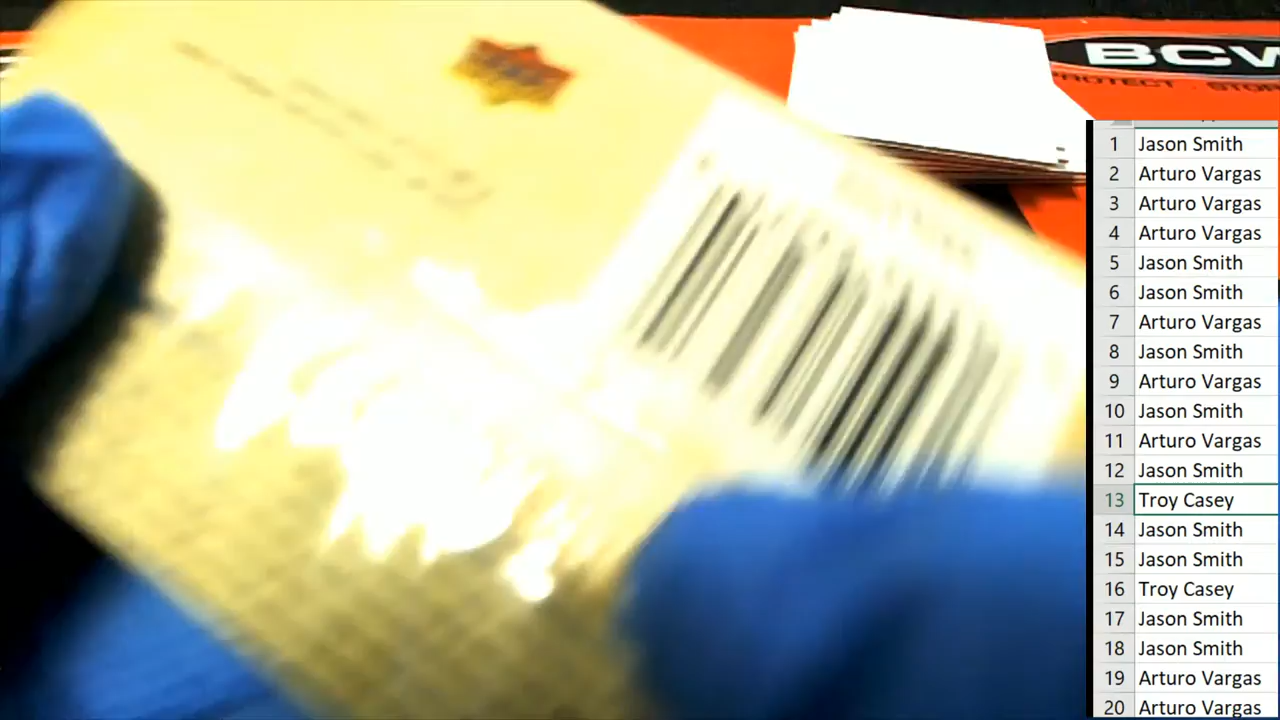 BCW
PROTECT · STOR
1 Jason Smith
2 Arturo Vargas
3 Arturo Vargas
4 Arturo Vargas
5 Jason Smith
6 Jason Smith
7 Arturo Vargas
8 Jason Smith
9 Arturo Vargas
10 Jason Smith
11 Arturo Vargas
12 Jason Smith
13 Troy Casey
14 Jason Smith
15 Jason Smith
16 Troy Casey
17 Jason Smith
18 Jason Smith
19 Arturo Vargas
20 Arturo Vargas